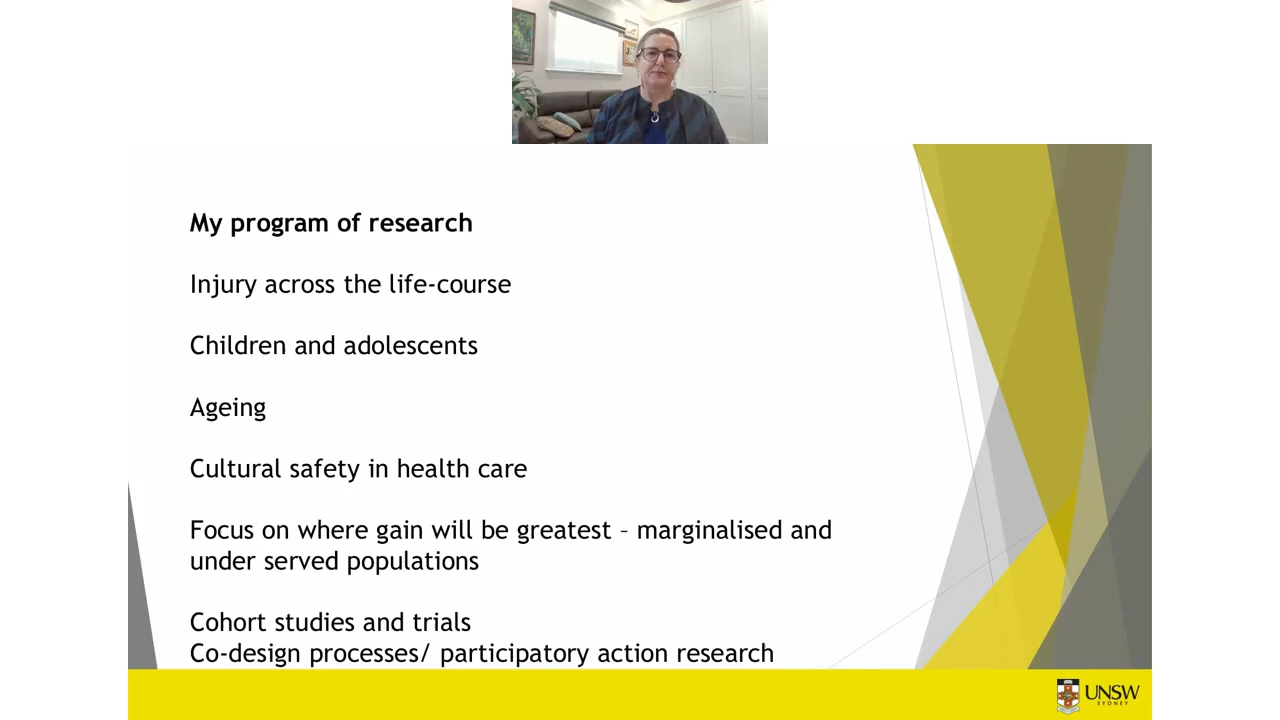 My program of research
Injury across the life-course
Children and adolescents
Ageing
Cultural safety in health care
Focus on where gain will be greatest – marginalised and
under served populations
Cohort studies and trials
Co-design processes/ participatory action research
UNSW
SYDNEY